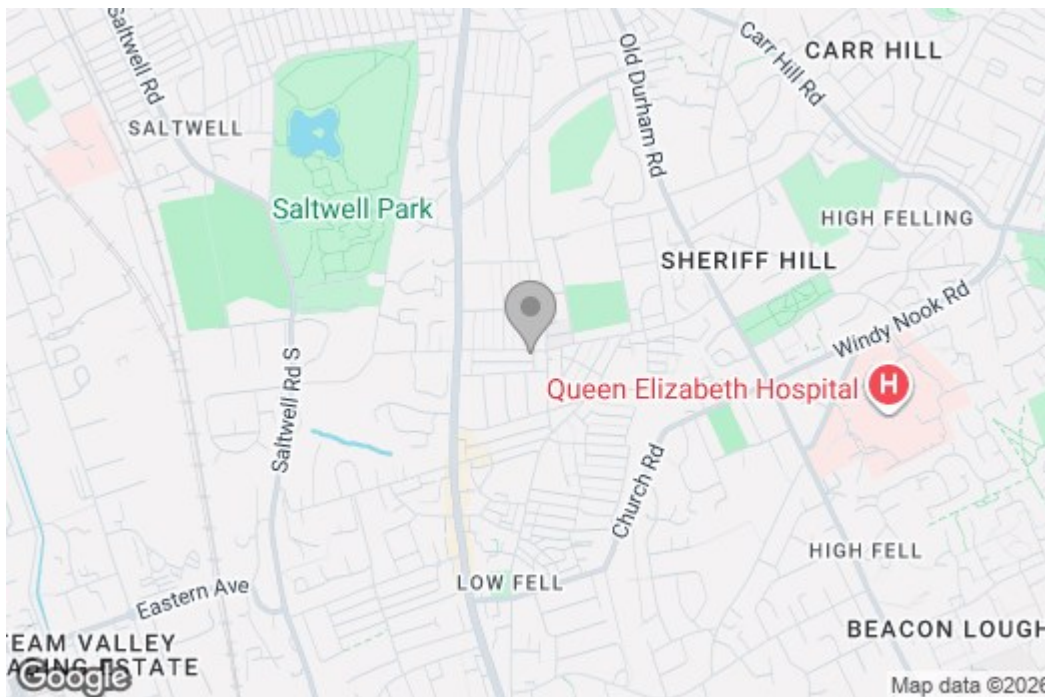 Saltwell Rd
SALTWELL
Saltwell Park
Old Durham Rd
Carr Hill Rd
CARR HILL
HIGH FELLING
SHERIFF HILL
Windy Nook Rd
Queen Elizabeth Hospital
H
Saltwell Rd S
Church Rd
HIGH FELL
LOW FELL
Eastern Ave
BEACON LOUGH
TEAM VALLEY
ESTATE
Google
Map data ©2026